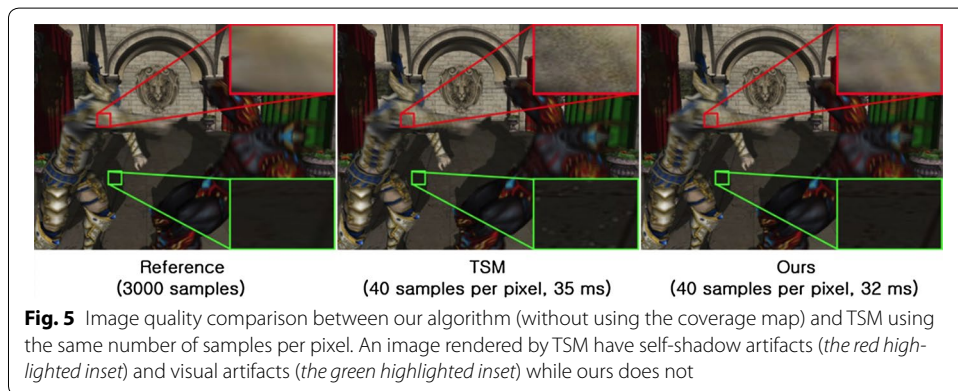 Reference
(3000 samples)
TSM
(40 samples per pixel, 35 ms)
Ours
(40 samples per pixel, 32 ms)
Fig. 5 Image quality comparison between our algorithm (without using the coverage map) and TSM using
the same number of samples per pixel. An image rendered by TSM have self-shadow artifacts (the red high-
lighted inset) and visual artifacts (the green highlighted inset) while ours does not